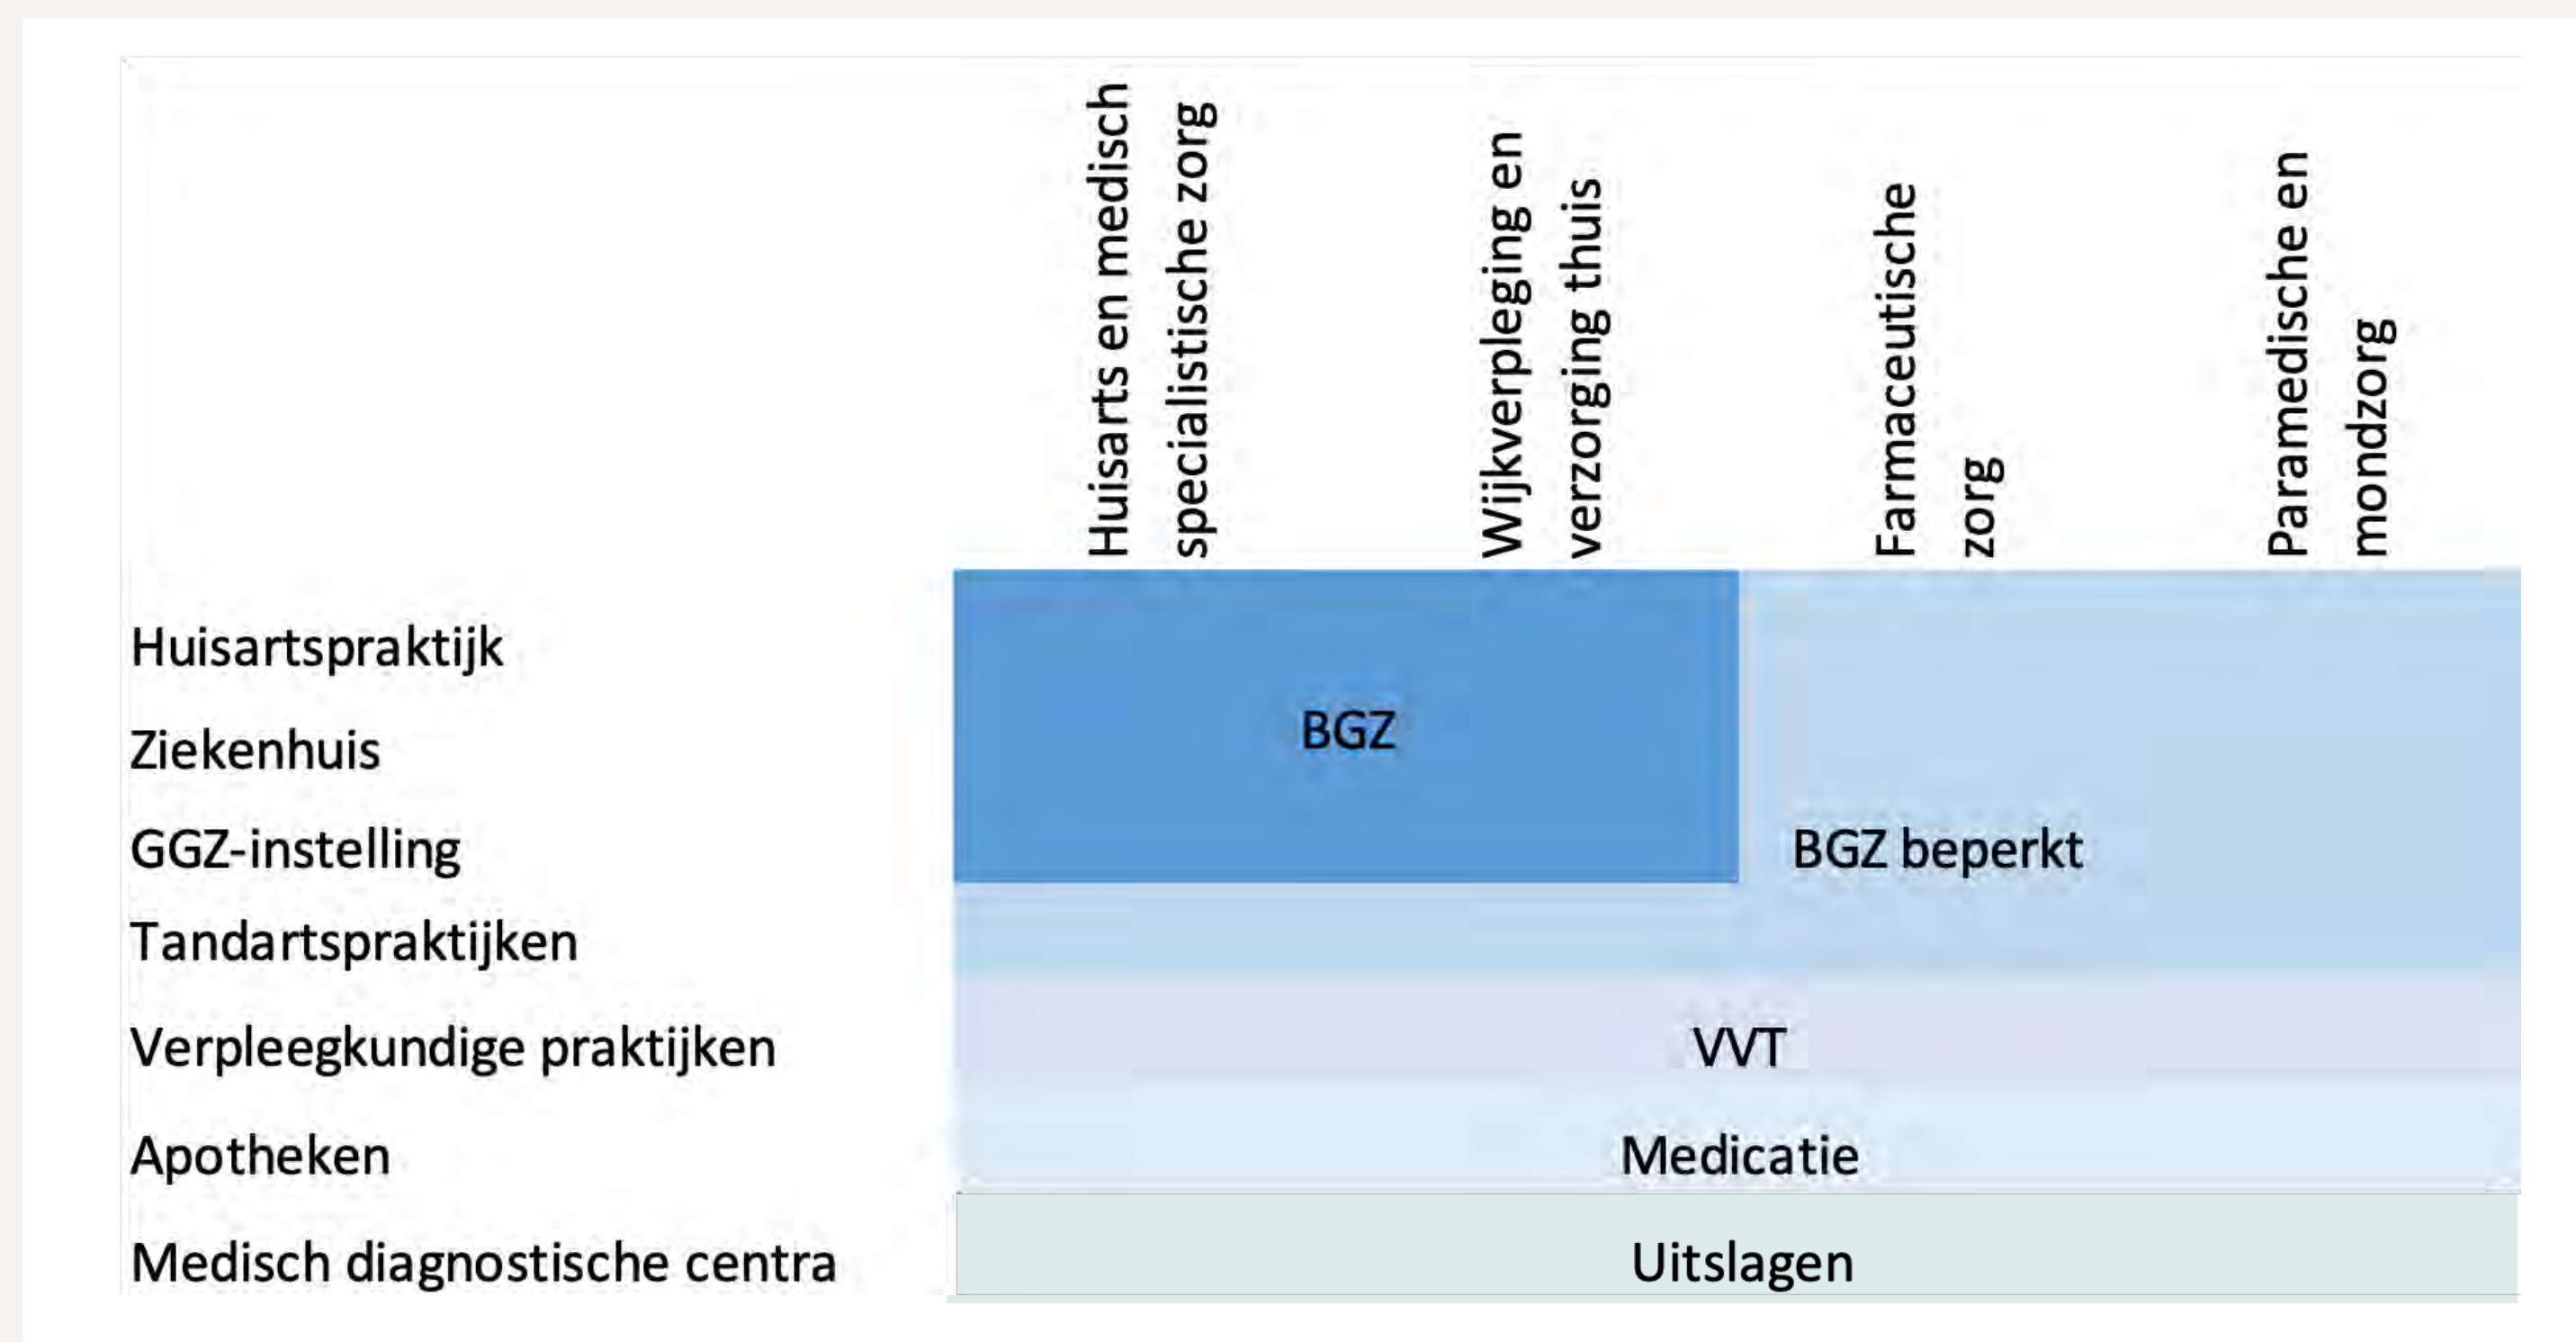 Huisarts en medisch
specialistische zorg
Wijkverpleging en
verzorging thuis
Farmaceutische
zorg
Paramedische en
mondzorg
Huisartspraktijk
Ziekenhuis
GGZ-instelling
Tandartspraktijken
Verpleegkundige praktijken
Apotheken
Medisch diagnostische centra
BGZ
BGZ beperkt
VVT
Medicatie
Uitslagen